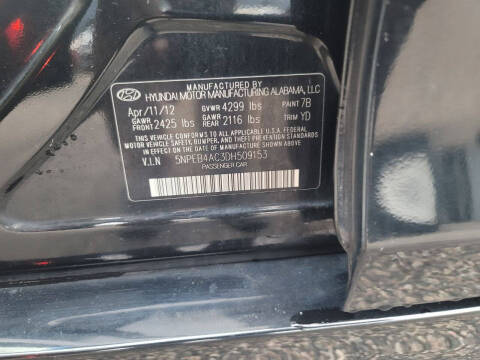 MANUFACTURED BY
HYUNDAI MOTOR MANUFACTURING ALABAMA, LLC
Apr/11/12 GVWR 4299 lbs PAINT 7B
GAWR FRONT 2425 lbs GAWR REAR 2116 lbs TRIM YD
THIS VEHICLE CONFORMS TO ALL APPLICABLE U.S.A. FEDERAL
MOTOR VEHICLE SAFETY, BUMPER, AND THEFT PREVENTION STANDARDS
IN EFFECT ON THE DATE OF MANUFACTURE SHOWN ABOVE.
V.I.N 5NPEB4AC3DH509153
PASSENGER CAR